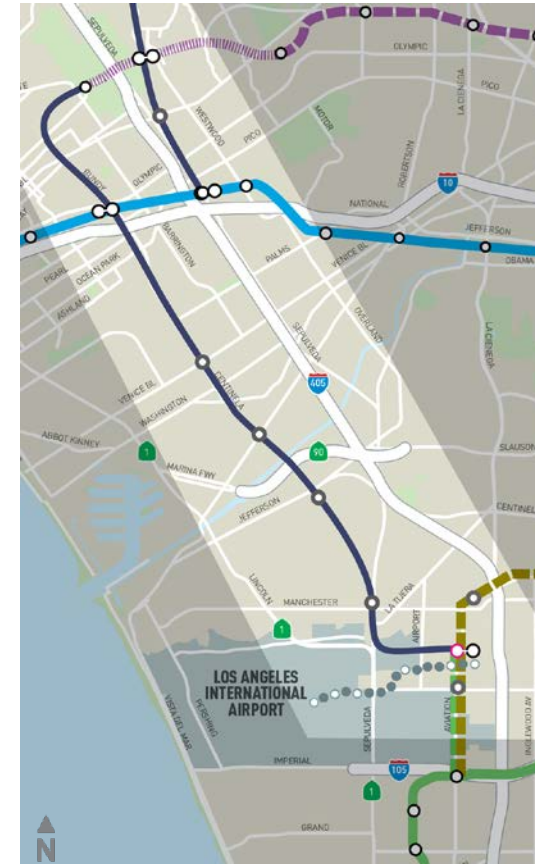 SEPULVEDA
OLYMPIC
PICO
LA CIENEGA
WESTWOOD
MOTOR
PICO
ROBERTSON
OLYMPIC
BUNDY
10
NATIONAL
JEFFERSON
OBAMA
BARRINGTON
PALMS
VENICE BL
PEARL
OCEAN PARK
ASHLAND
OVERLAND
SEPULVEDA
LA CIENEGA
405
VENICE BL
CENTINELA
WASHINGTON
ABBOT KINNEY
1
90
SLAUSON
MARINA FWY
JEFFERSON
CENTINEL
LINCOLN
MANCHESTER
LA TIJERA
AIRPORT
1
LOS ANGELES
INTERNATIONAL
AIRPORT
VISTA DEL MAR
PERSHING
SEPULVEDA
AVIATION
INGLEWOOD AV
IMPERIAL
105
1
GRAND
N